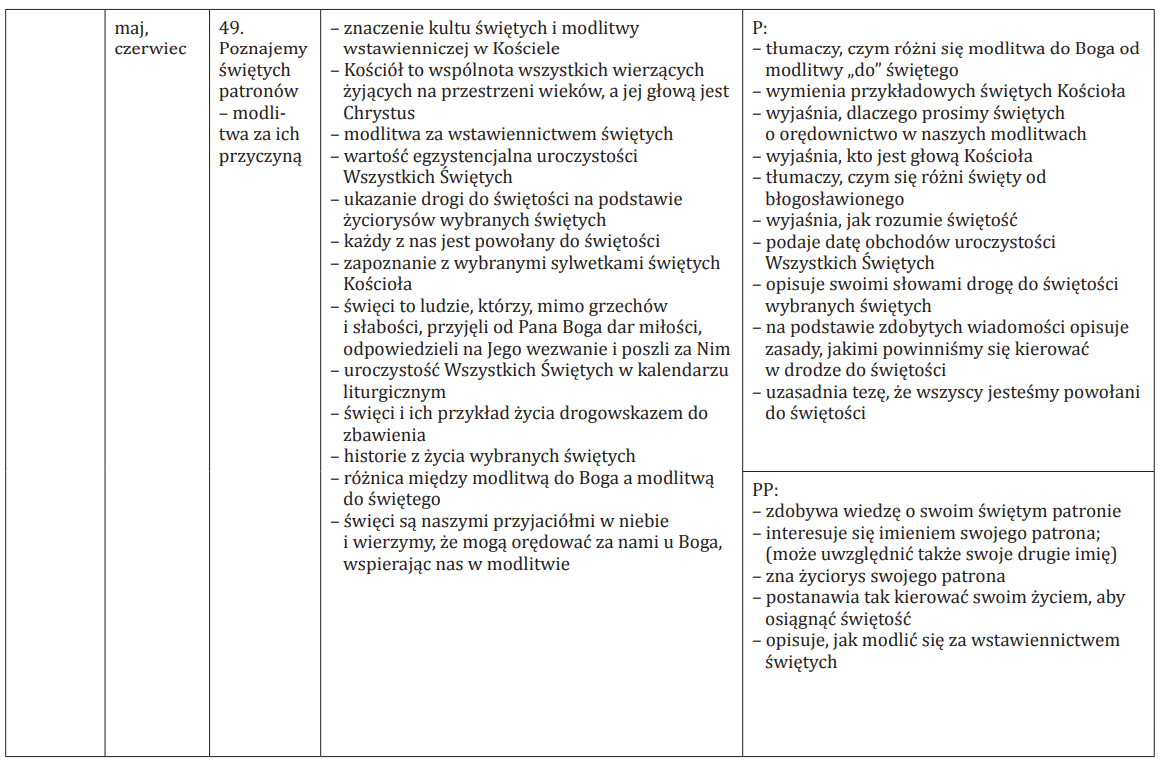 maj,
czerwiec
49.
Poznajemy
świętych
patronów
– modli-
twa za ich
przyczyną
– znaczenie kultu świętych i modlitwy
wstawienniczej w Kościele
– Kościół to wspólnota wszystkich wierzących
żyjących na przestrzeni wieków, a jej głową jest
Chrystus
– modlitwa za wstawiennictwem świętych
– wartość egzystencjalna uroczystości
Wszystkich Świętych
– ukazanie drogi do świętości na podstawie
życiorysów wybranych świętych
– każdy z nas jest powołany do świętości
– zapoznanie z wybranymi sylwetkami świętych
Kościoła
– święci to ludzie, którzy, mimo grzechów
i słabości, przyjęli od Pana Boga dar miłości,
odpowiedzieli na Jego wezwanie i poszli za Nim
– uroczystość Wszystkich Świętych w kalendarzu
liturgicznym
– święci i ich przykład życia drogowskazem do
zbawienia
– historie z życia wybranych świętych
– różnica między modlitwą do Boga a modlitwą
do świętego
– święci są naszymi przyjaciółmi w niebie
i wierzymy, że mogą orędować za nami u Boga,
wspierając nas w modlitwie
P:
– tłumaczy, czym różni się modlitwa do Boga od
modlitwy „do” świętego
– wymienia przykładowych świętych Kościoła
– wyjaśnia, dlaczego prosimy świętych
o orędownictwo w naszych modlitwach
– wyjaśnia, kto jest głową Kościoła
– tłumaczy, czym się różni święty od
błogosławionego
– wyjaśnia, jak rozumie świętość
– podaje datę obchodów uroczystości
Wszystkich Świętych
– opisuje swoimi słowami drogę do świętości
wybranych świętych
– na podstawie zdobytych wiadomości opisuje
zasady, jakimi powinniśmy się kierować
w drodze do świętości
– uzasadnia tezę, że wszyscy jesteśmy powołani
do świętości
PP:
– zdobywa wiedzę o swoim świętym patronie
– interesuje się imieniem swojego patrona;
(może uwzględnić także swoje drugie imię)
– zna życiorys swojego patrona
– postanawia tak kierować swoim życiem, aby
osiągnąć świętość
– opisuje, jak modlić się za wstawiennictwem
świętych